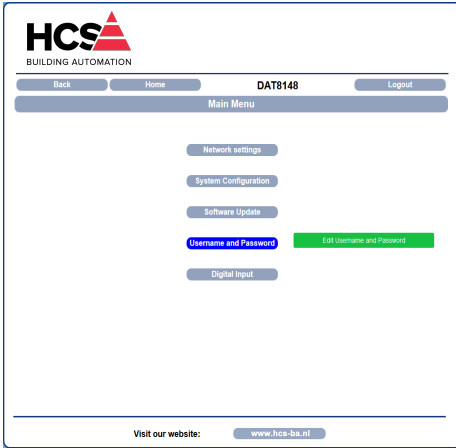 HCS
BUILDING AUTOMATION
Back Home DAT8148 Logout
Main Menu
Network settings
System Configuration
Software Update
Username and Password Edit Username and Password
Digital Input
Visit our website: www.hcs-ba.nl